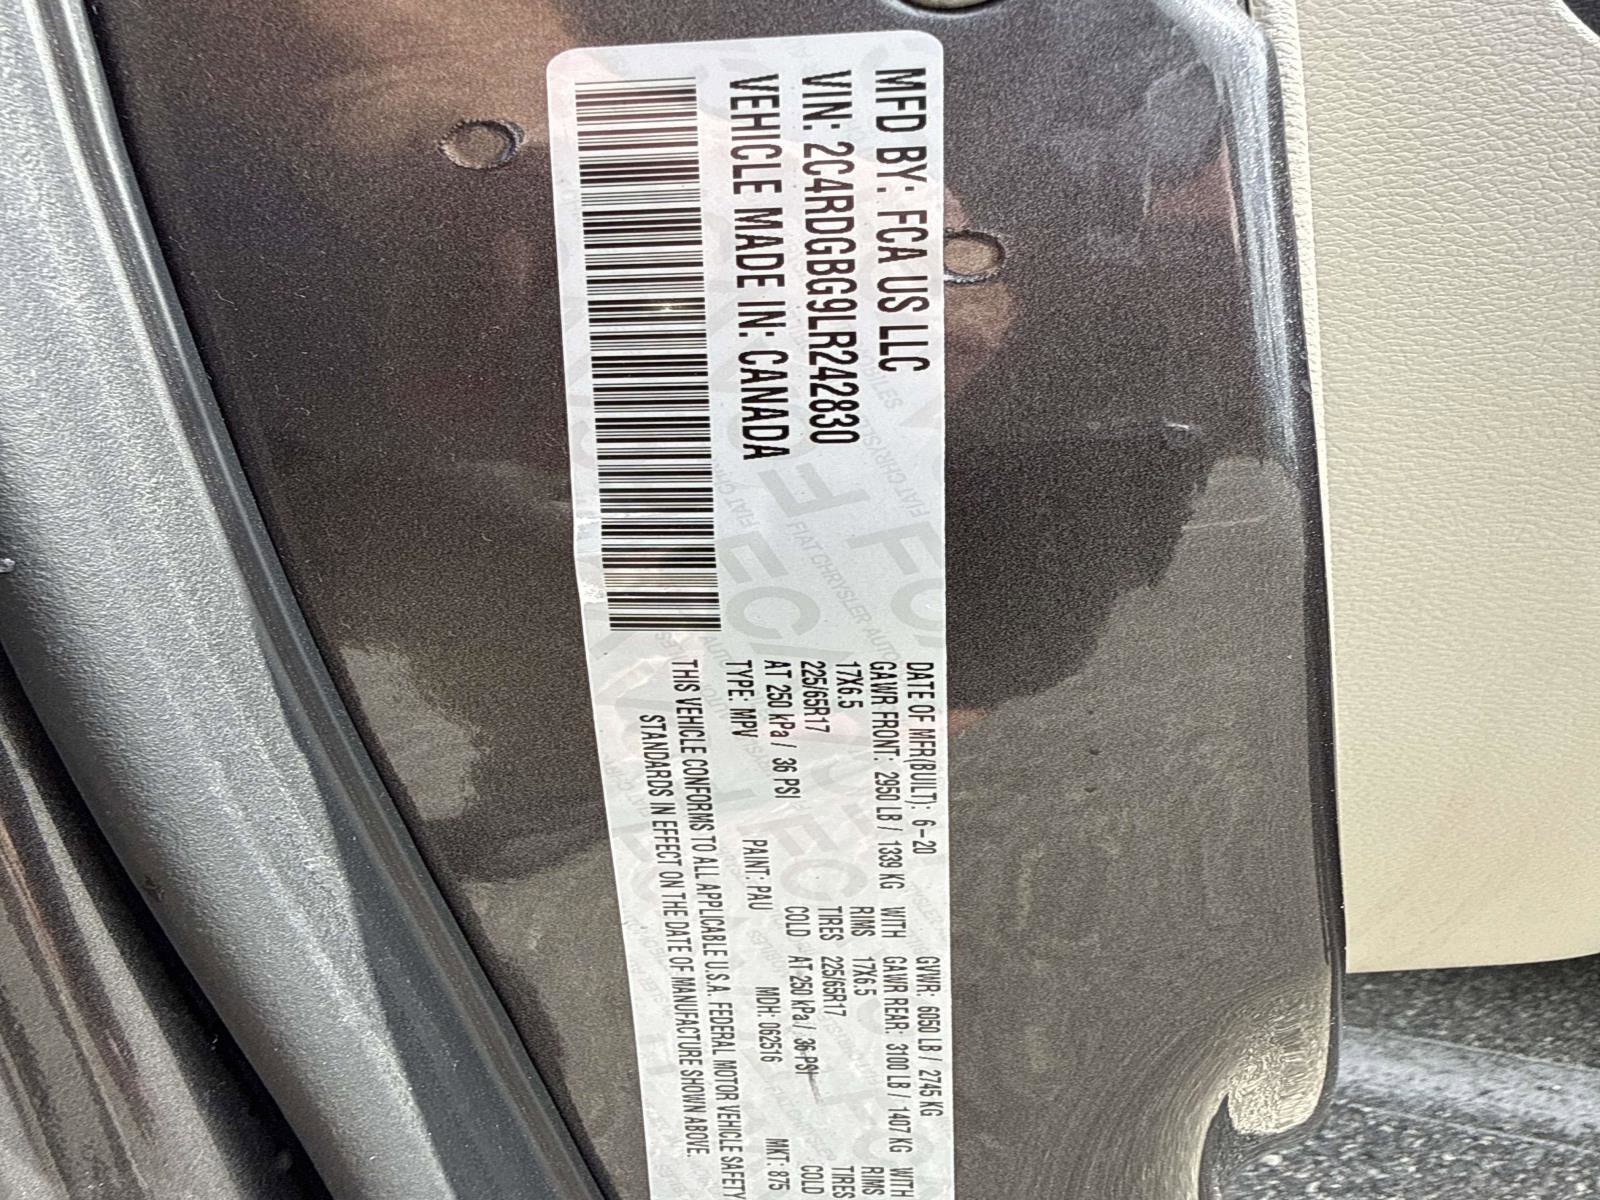 MFD BY: FCA US LLC
VIN: 2C4RDGBG9LR242830
VEHICLE MADE IN: CANADA
DATE OF MFR(BUILT): 6-20 GVWR: 6050 LB / 2745 KG
GAWR FRONT: 2950 LB / 1339 KG WITH GAWR REAR: 3100 LB / 1407 KG WITH
17X6.5 RIMS 17X6.5 RIMS
225/65R17 TIRES 225/65R17 TIRES
AT 250 kPa / 36 PSI COLD AT 250 kPa / 36 PSI COLD
TYPE: MPV PAINT: PAU MDH: 062516 MKT: 875
THIS VEHICLE CONFORMS TO ALL APPLICABLE U.S.A. FEDERAL MOTOR VEHICLE SAFETY
STANDARDS IN EFFECT ON THE DATE OF MANUFACTURE SHOWN ABOVE.
FIAT CHRYSLER AUTO